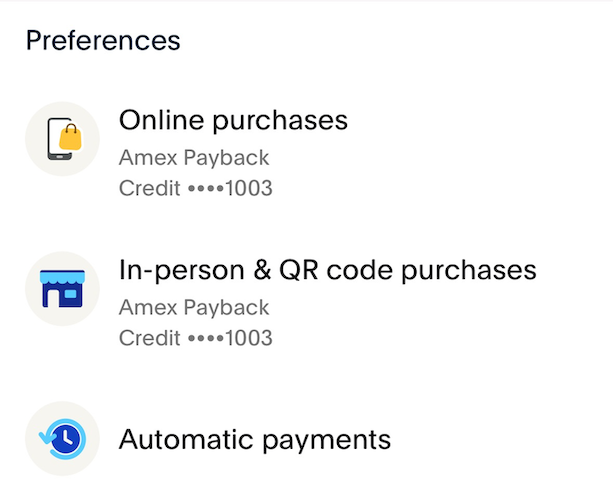 Preferences
Online purchases
Amex Payback
Credit ••••1003
In-person & QR code purchases
Amex Payback
Credit ••••1003
Automatic payments